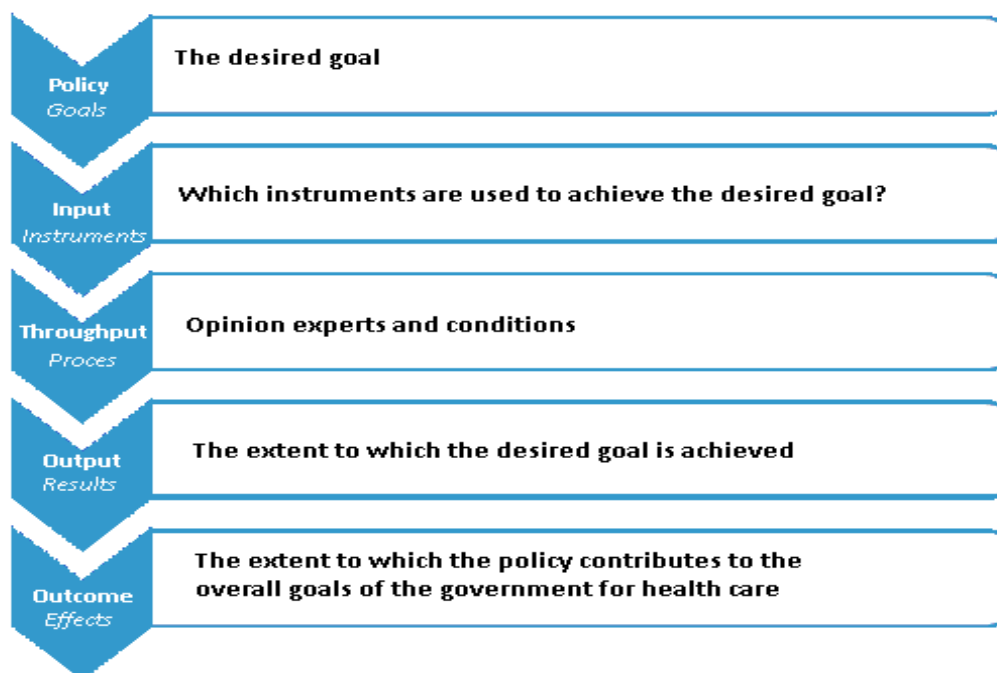 Policy
Goals
The desired goal
Input
Instruments
Which instruments are used to achieve the desired goal?
Throughput
Proces
Opinion experts and conditions
Output
Results
The extent to which the desired goal is achieved
Outcome
Effects
The extent to which the policy contributes to the
overall goals of the government for health care